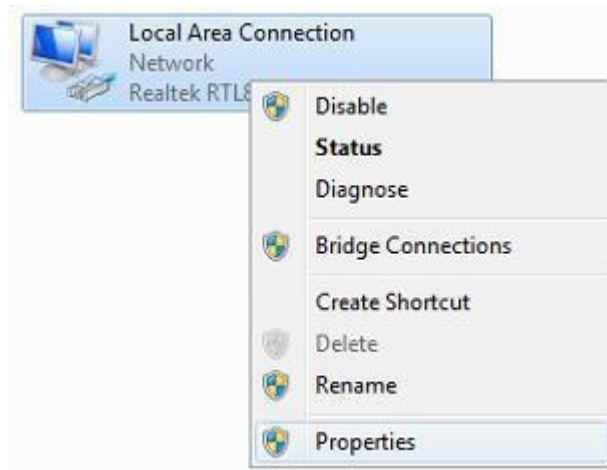 Local Area Connection
Network
Realtek RTL8
Disable
Status
Diagnose
Bridge Connections
Create Shortcut
Delete
Rename
Properties